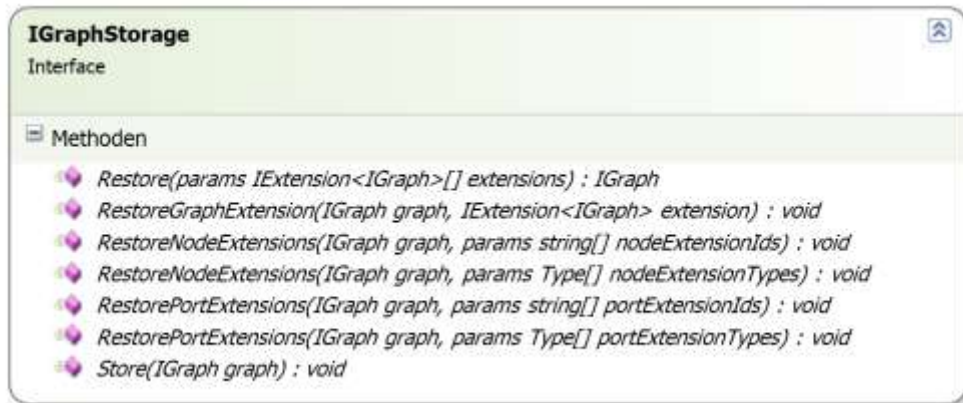 IGraphStorage
Interface
Methoden
Restore(params IExtension<IGraph>[] extensions) : IGraph
RestoreGraphExtension(IGraph graph, IExtension<IGraph> extension) : void
RestoreNodeExtensions(IGraph graph, params string[] nodeExtensionIds) : void
RestoreNodeExtensions(IGraph graph, params Type[] nodeExtensionTypes) : void
RestorePortExtensions(IGraph graph, params string[] portExtensionIds) : void
RestorePortExtensions(IGraph graph, params Type[] portExtensionTypes) : void
Store(IGraph graph) : void